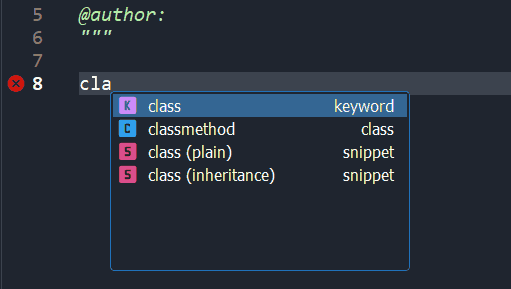 5 @author:
6 """
7
8 cla
K class keyword
C classmethod class
S class (plain) snippet
S class (inheritance) snippet